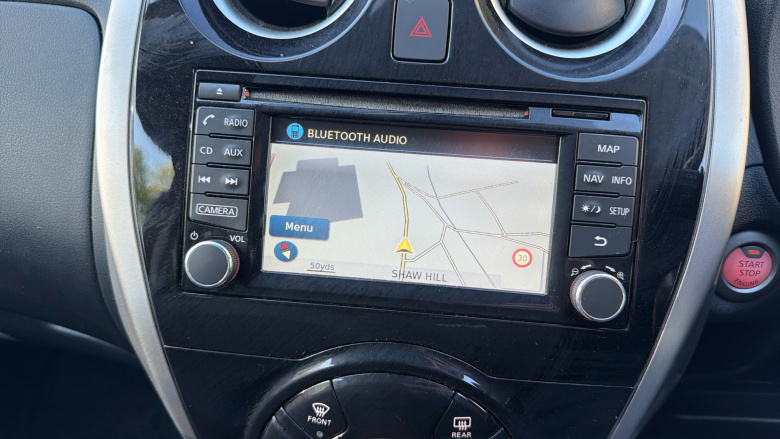 BLUETOOTH AUDIO
RADIO
CD AUX
CAMERA
VOL
Menu
50yds
SHAW HILL
30
MAP
NAV INFO
SETUP
START
STOP
ENGINE
FRONT
REAR